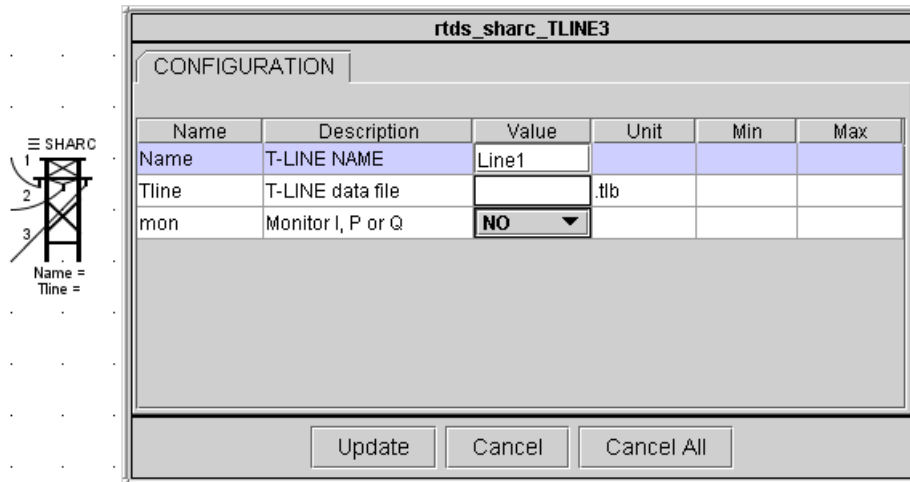 rtds_sharc_TLINE3
CONFIGURATION
Name Description Value Unit Min Max
Name T-LINE NAME Line1
Tline T-LINE data file .tlb
mon Monitor I, P or Q NO
Update Cancel Cancel All
☰ SHARC
1
2
3
Name =
Tline =